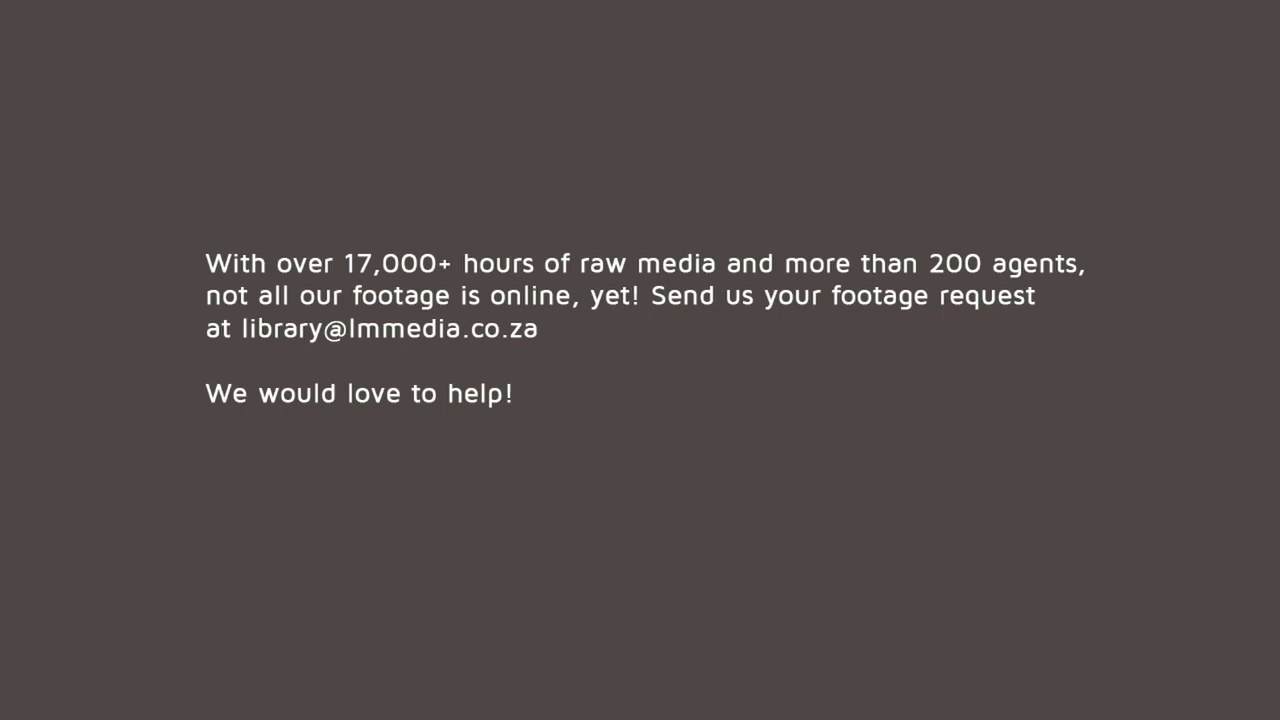 With over 17,000+ hours of raw media and more than 200 agents,
not all our footage is online, yet! Send us your footage request
at library@lmmedia.co.za
We would love to help!